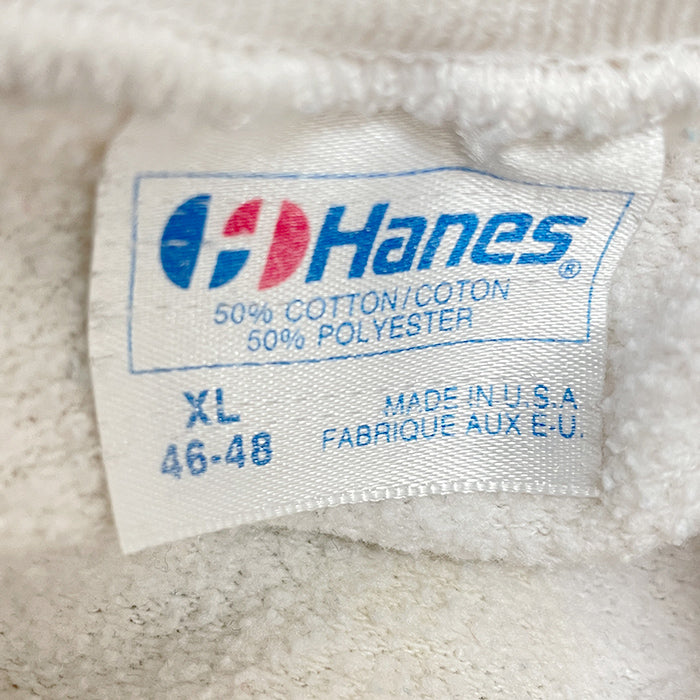 Hanes®
50% COTTON/COTON
50% POLYESTER
XL
46-48
MADE IN U.S.A
FABRIQUE AUX E-U.